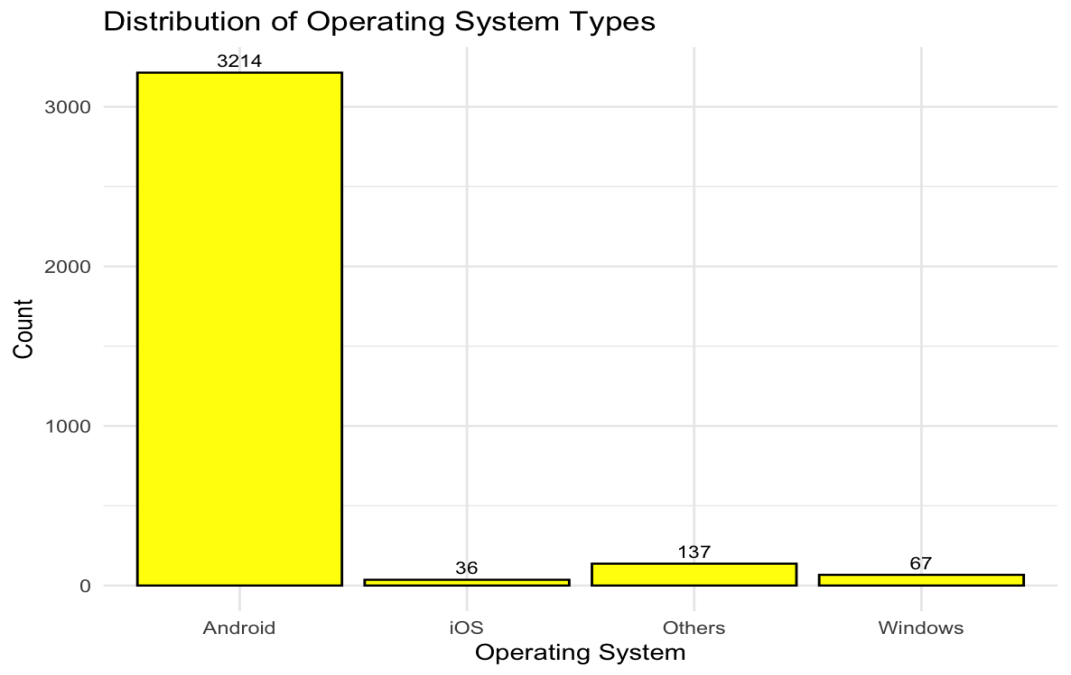 Distribution of Operating System Types
3214
3000
2000
1000
0
36
137
67
Count
Android
iOS
Others
Windows
Operating System